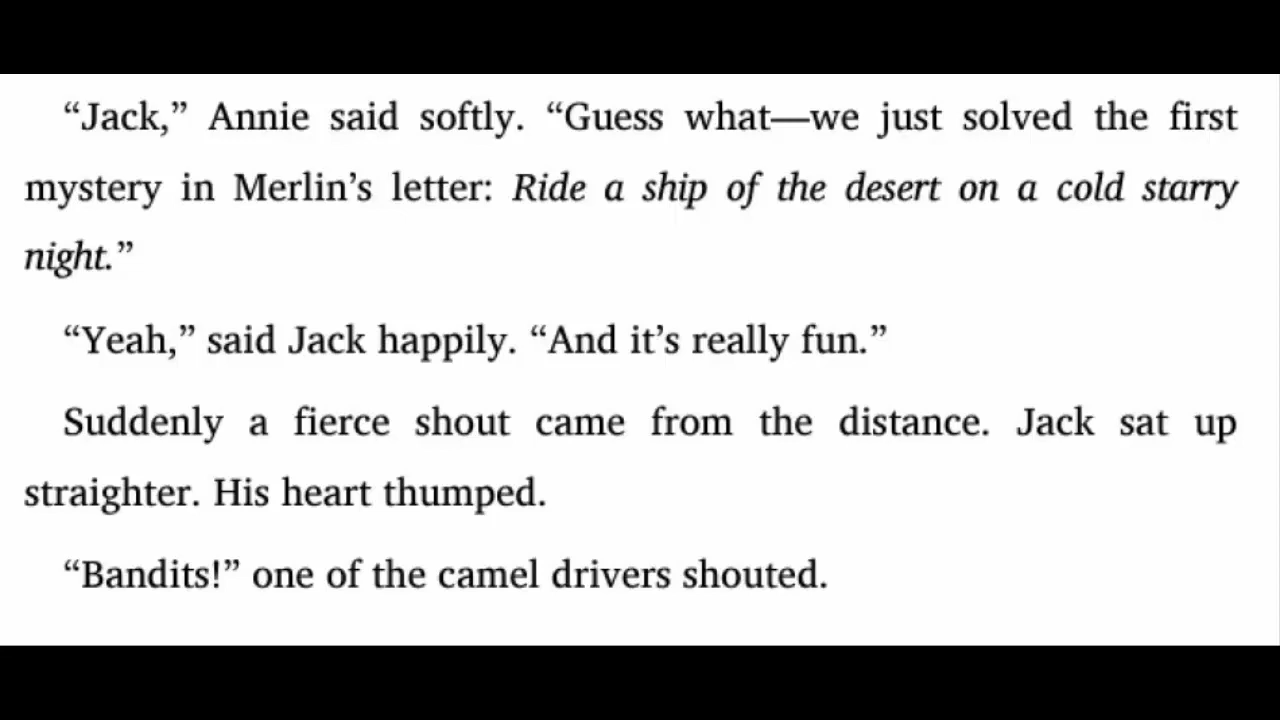 “Jack,” Annie said softly. “Guess what—we just solved the first
mystery in Merlin’s letter: Ride a ship of the desert on a cold starry
night.”
“Yeah,” said Jack happily. “And it’s really fun.”
Suddenly a fierce shout came from the distance. Jack sat up
straighter. His heart thumped.
“Bandits!” one of the camel drivers shouted.